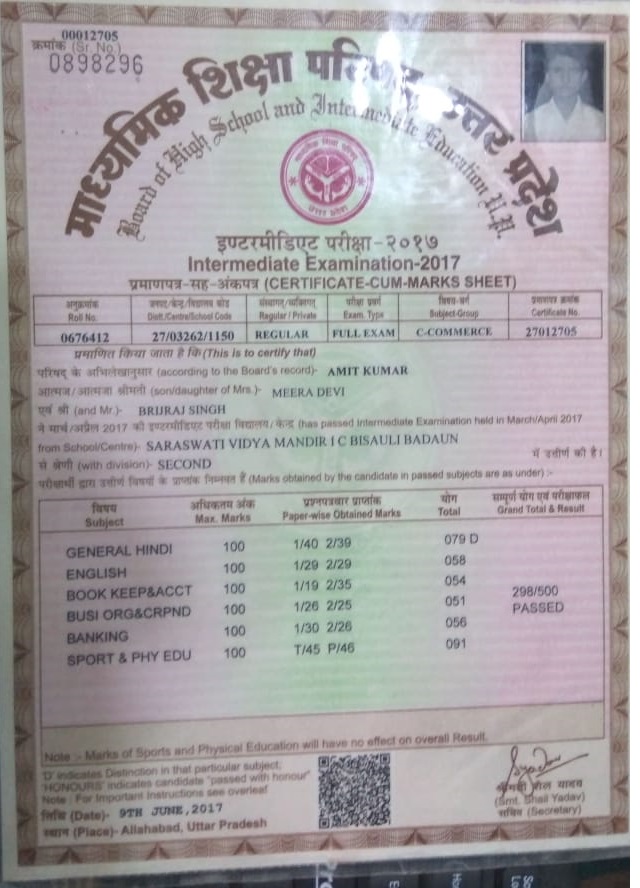 00012705
क्रमांक (Sr. No.)
0898296
माध्यमिक शिक्षा परिषद् उत्तर प्रदेश
Board of High School and Intermediate Education U.P.
इण्टरमीडिएट परीक्षा-२०१७
Intermediate Examination-2017
प्रमाणपत्र-सह-अंकपत्र (CERTIFICATE-CUM-MARKS SHEET)
अनुक्रमांक जनपद/केन्द्र/विद्यालय कोड संस्थागत/व्यक्तिगत परीक्षा प्रकार विषय-वर्ग प्रमाणपत्र क्रमांक
Roll No. Distt./Centre/School Code Regular / Private Exam. Type Subject-Group Certificate No.
0676412 27/03262/1150 REGULAR FULL EXAM C-COMMERCE 27012705
प्रमाणित किया जाता है कि (This is to certify that)
परिषद् के अभिलेखानुसार (according to the Board's record)- AMIT KUMAR
आत्मज/आत्मजा श्रीमती (son/daughter of Mrs.)- MEERA DEVI
एवं श्री (and Mr.)- BRIJRAJ SINGH
ने मार्च/अप्रैल 2017 की इण्टरमीडिएट परीक्षा विद्यालय/केन्द्र (has passed Intermediate Examination held in March/April 2017
from School/Centre)- SARASWATI VIDYA MANDIR I C BISAULI BADAUN में उत्तीर्ण की है।
से श्रेणी (with division)- SECOND
परीक्षार्थी द्वारा उत्तीर्ण विषयों के प्राप्तांक निम्नवत हैं (Marks obtained by the candidate in passed subjects are as under) :-
विषय अधिकतम अंक प्रश्नपत्रवार प्राप्तांक योग सम्पूर्ण योग एवं परीक्षाफल
Subject Max. Marks Paper-wise Obtained Marks Total Grand Total & Result
GENERAL HINDI 100 1/40 2/39 079 D
ENGLISH 100 1/29 2/29 058
BOOK KEEP&ACCT 100 1/19 2/35 054 298/500
BUSI ORG&CRPND 100 1/26 2/25 051 PASSED
BANKING 100 1/30 2/26 056
SPORT & PHY EDU 100 T/45 P/46 091
Note :- Marks of Sports and Physical Education will have no effect on overall Result.
'D' indicates Distinction in that particular subject.
'HONOURS' indicates candidate "passed with honour"
Note : For Important Instructions see overleaf
तिथि (Date)- 9TH JUNE, 2017
स्थान (Place)- Allahabad, Uttar Pradesh
श्रीमती शैल यादव
(Smt. Shail Yadav)
सचिव (Secretary)